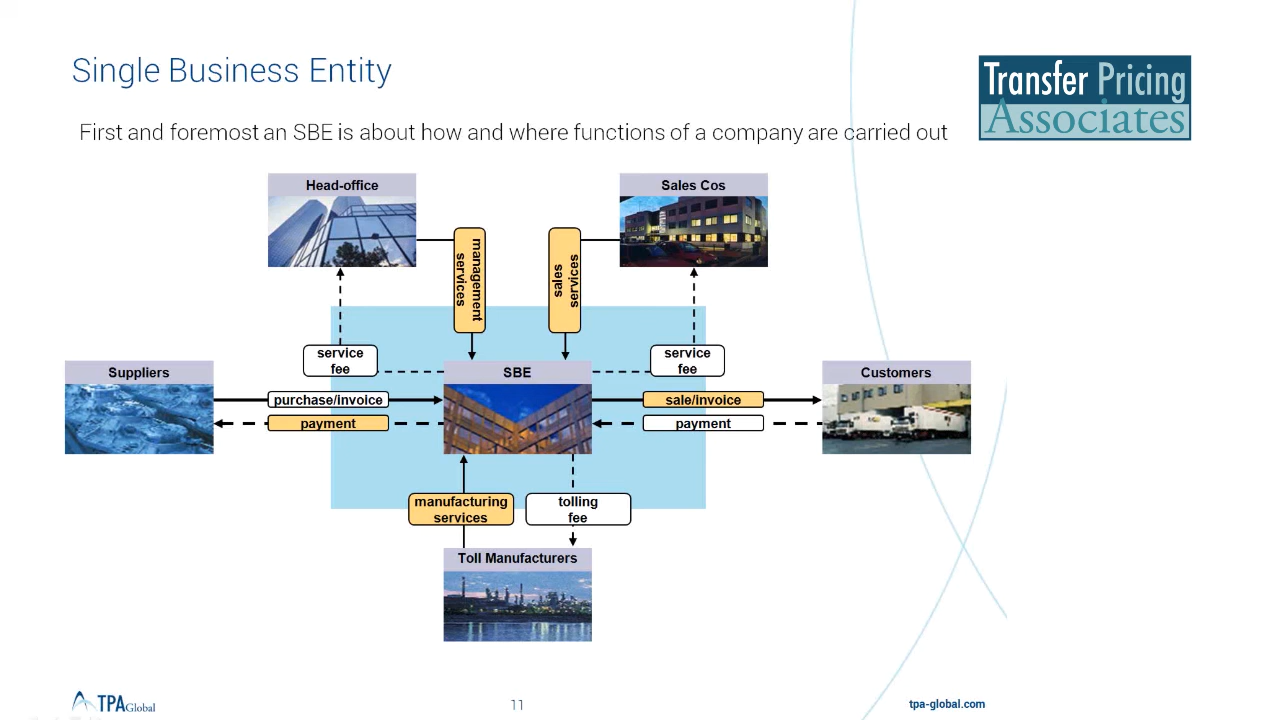 Single Business Entity
Transfer Pricing
Associates
First and foremost an SBE is about how and where functions of a company are carried out
Head-office
Sales Cos
management
services
sales
services
service
fee
service
fee
Suppliers
SBE
Customers
purchase/invoice
sale/invoice
payment
payment
manufacturing
services
tolling
fee
Toll Manufacturers
TPA Global
11
tpa-global.com